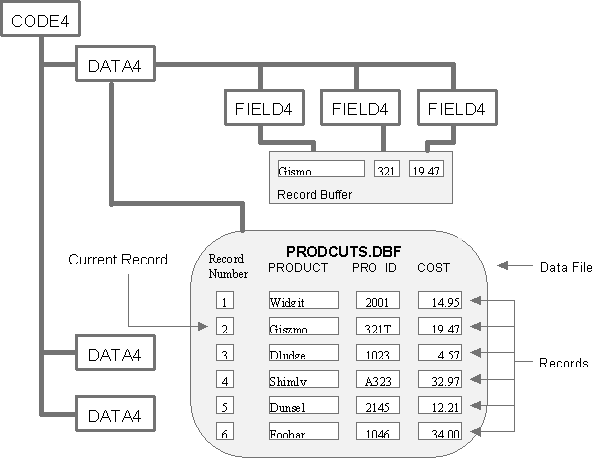 CODE4
DATA4
FIELD4 FIELD4 FIELD4
Gismo 321 19.47
Record Buffer
PRODCUTS.DBF
Current Record
Record Number PRODUCT PRO ID COST
Data File
1 Widgit 2001 14.95
2 Giszmo 321T 19.47
3 Dludge 1023 4.57
4 Shimly A323 32.97
5 Dunsel 2145 12.21
6 Foobar 1046 34.00
DATA4
Records
DATA4